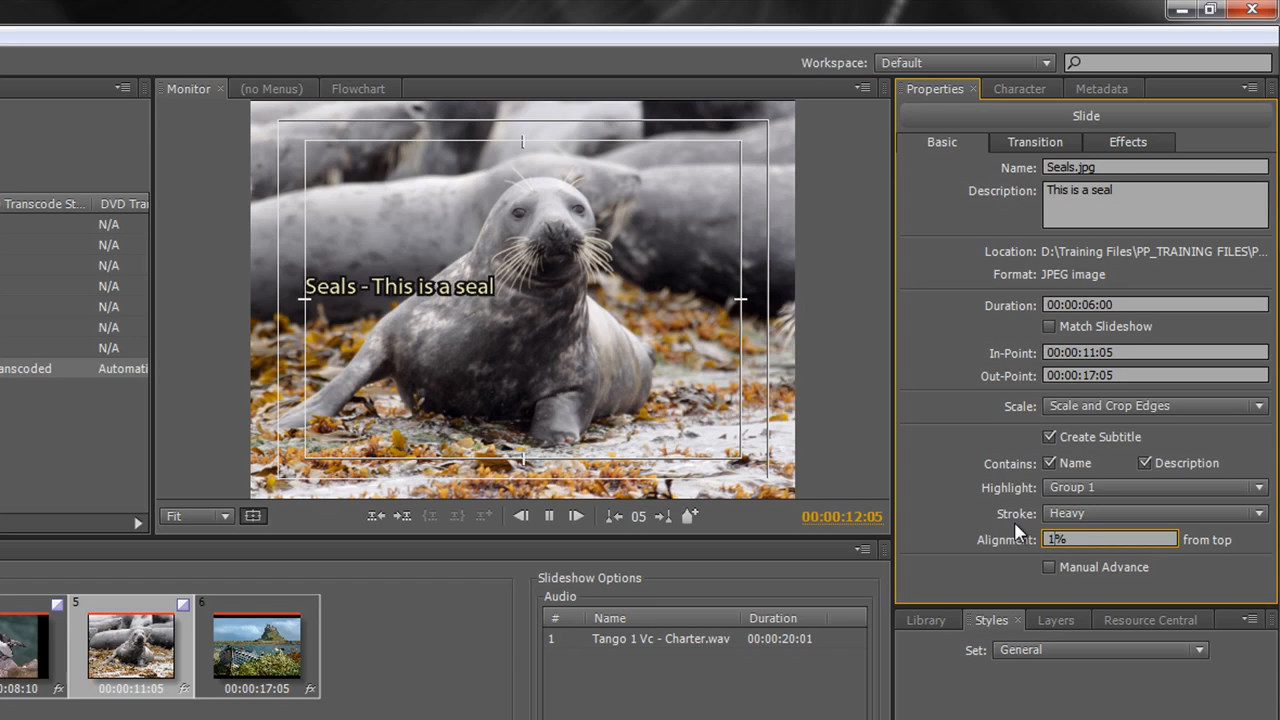 Workspace: Default
Monitor × (no Menus) Flowchart
Properties × Character Metadata
Slide
Basic Transition Effects
Name: Seals.jpg
Description: This is a seal
Transcode St... DVD Tra
N/A
N/A
N/A
N/A
N/A
N/A
N/A
anscoded Automati
Seals - This is a seal
Location: D:\Training Files\PP_TRAINING FILES\P...
Format: JPEG image
Duration: 00:00:06:00
Match Slideshow
In-Point: 00:00:11:05
Out-Point: 00:00:17:05
Scale: Scale and Crop Edges
Create Subtitle
Contains: Name Description
Highlight: Group 1
Stroke: Heavy
Alignment: 1% from top
Manual Advance
Fit 05 00:00:12:05
5 6
0:08:10 fx 00:00:11:05 fx 00:00:17:05 fx
Slideshow Options
Audio
# Name Duration
1 Tango 1 Vc - Charter.wav 00:00:20:01
Library Styles × Layers Resource Central
Set: General